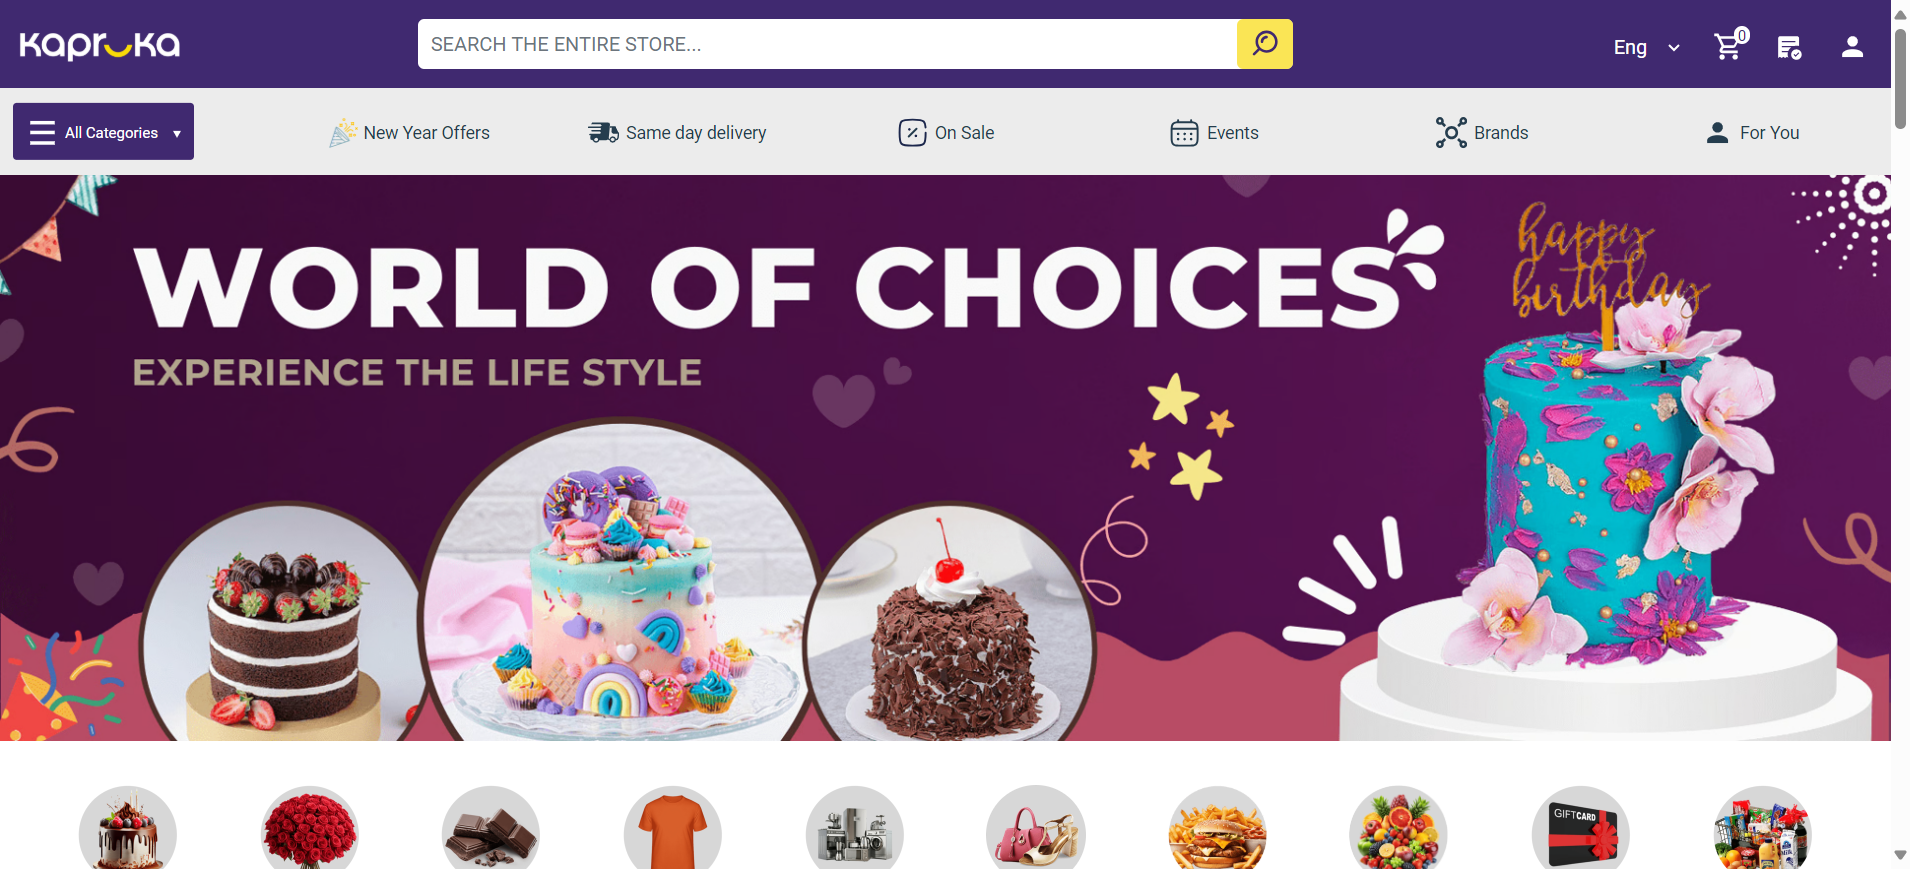 kapruka
SEARCH THE ENTIRE STORE...
Eng
0
All Categories
New Year Offers
Same day delivery
On Sale
Events
Brands
For You
WORLD OF CHOICES
EXPERIENCE THE LIFE STYLE
happy
birthday
GIFT CARD